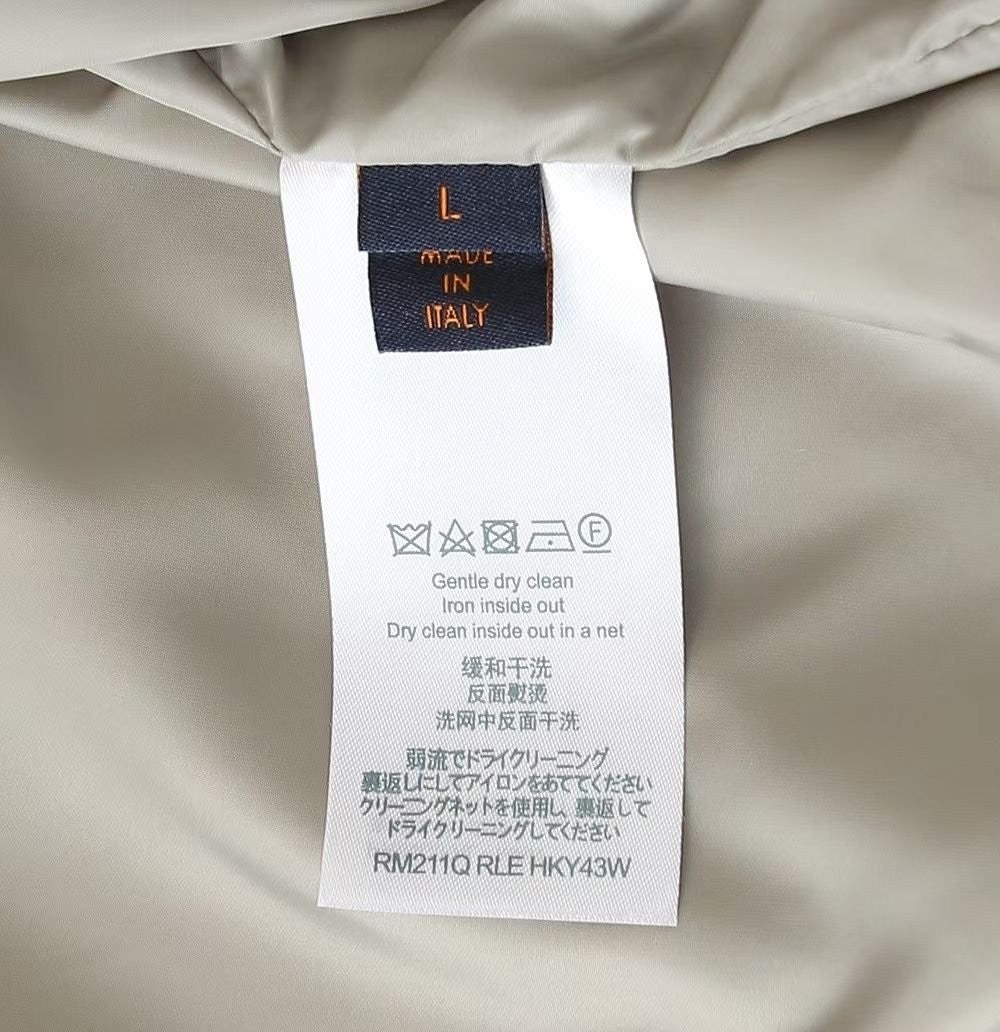 L
MADE
IN
ITALY
F
Gentle dry clean
Iron inside out
Dry clean inside out in a net
缓和干洗
反面熨烫
洗网中反面干洗
弱流でドライクリーニング
裏返しにしてアイロンをあててください
クリーニングネットを使用し、裏返して
ドライクリーニングしてください
RM211Q RLE HKY43W